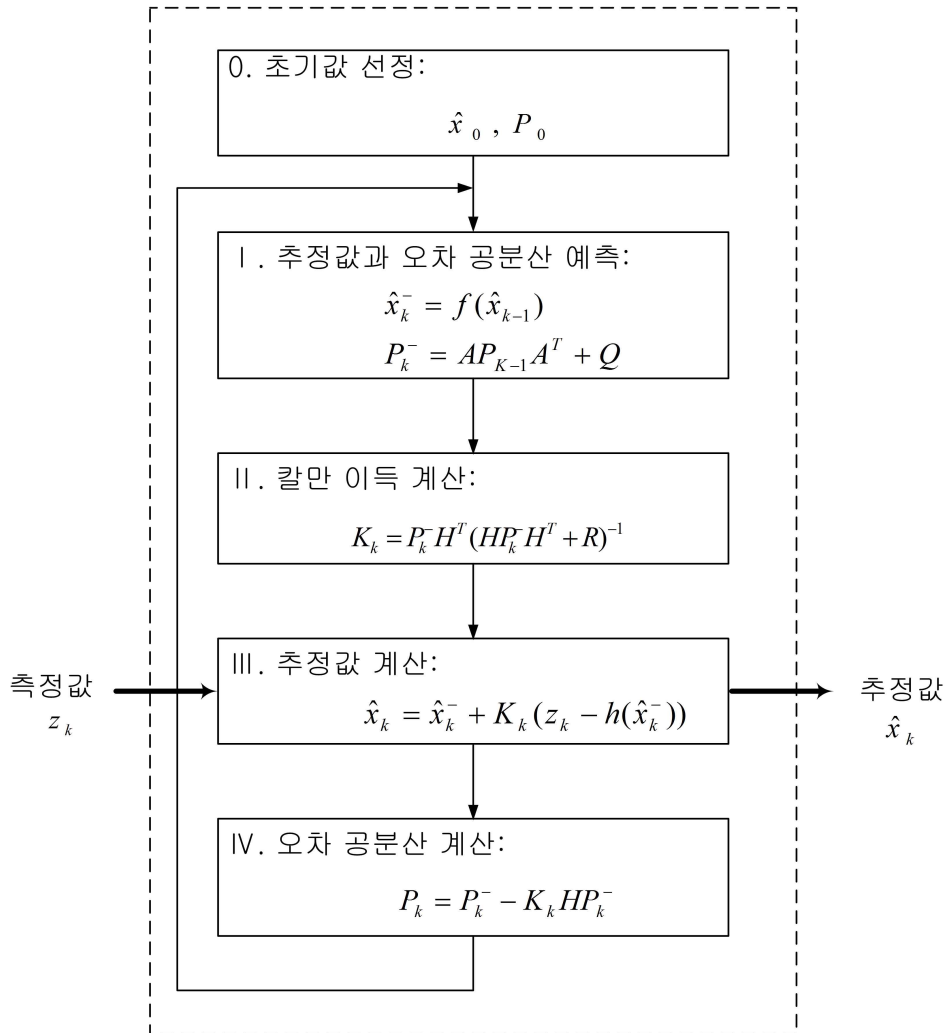 0. 초기값 선정:
x̂₀ , P₀
Ⅰ. 추정값과 오차 공분산 예측:
x̂ₖ⁻ = f(x̂ₖ₋₁)
Pₖ⁻ = AP_{K−1}Aᵀ + Q
Ⅱ. 칼만 이득 계산:
Kₖ = Pₖ⁻Hᵀ(HPₖ⁻Hᵀ + R)⁻¹
Ⅲ. 추정값 계산:
x̂ₖ = x̂ₖ⁻ + Kₖ(zₖ − h(x̂ₖ⁻))
측정값
zₖ
추정값
x̂ₖ
Ⅳ. 오차 공분산 계산:
Pₖ = Pₖ⁻ − KₖHPₖ⁻